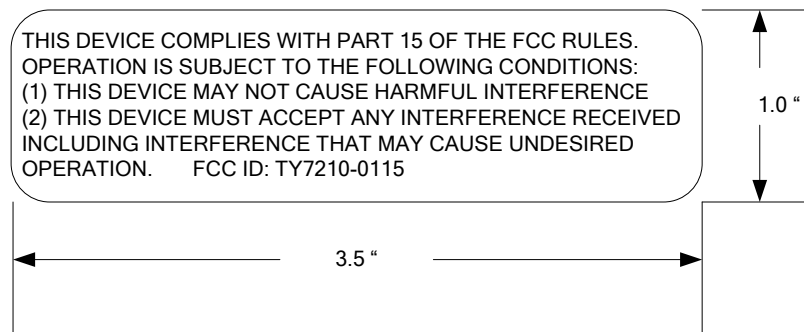 THIS DEVICE COMPLIES WITH PART 15 OF THE FCC RULES.
OPERATION IS SUBJECT TO THE FOLLOWING CONDITIONS:
(1) THIS DEVICE MAY NOT CAUSE HARMFUL INTERFERENCE
(2) THIS DEVICE MUST ACCEPT ANY INTERFERENCE RECEIVED
INCLUDING INTERFERENCE THAT MAY CAUSE UNDESIRED
OPERATION. FCC ID: TY7210-0115
1.0 “
3.5 “